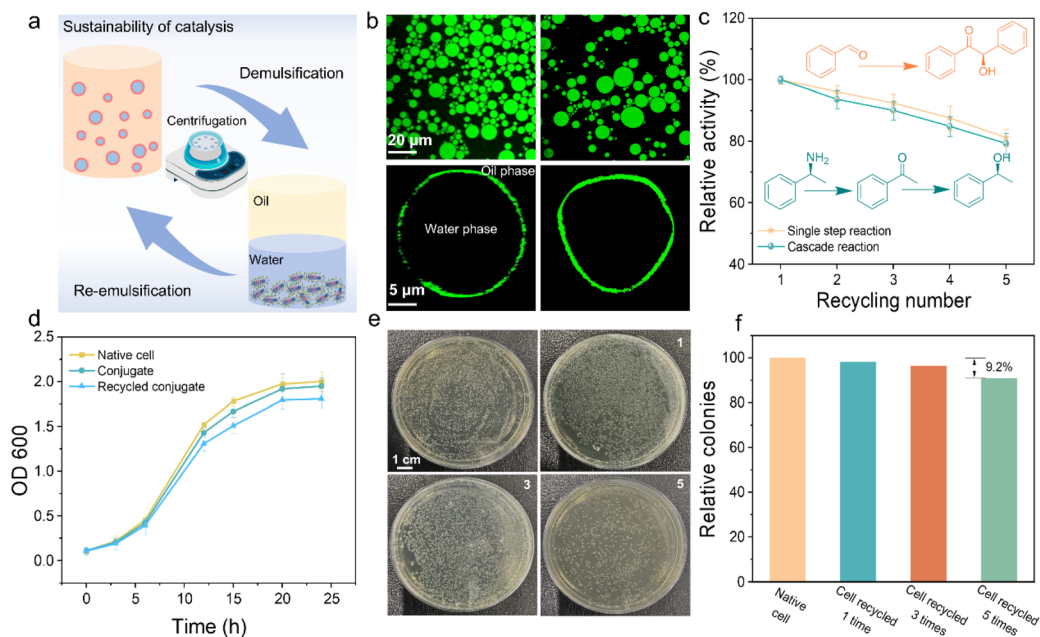 a
Sustainability of catalysis
Demulsification
Centrifugation
Oil
Water
Re-emulsification
b
20 μm
Oil phase
Water phase
5 μm
c
Relative activity (%)
100
80
60
40
O
O
OH
NH₂
O
OH
Single step reaction
Cascade reaction
1 2 3 4 5
Recycling number
d
OD 600
2.5
2.0
1.5
1.0
0.5
0.0
Native cell
Conjugate
Recycled conjugate
0 5 10 15 20 25
Time (h)
e
1
1 cm
3
5
f
Relative colonies
100
80
60
40
20
0
9.2%
Native
cell
Cell recycled
1 time
Cell recycled
3 times
Cell recycled
5 times